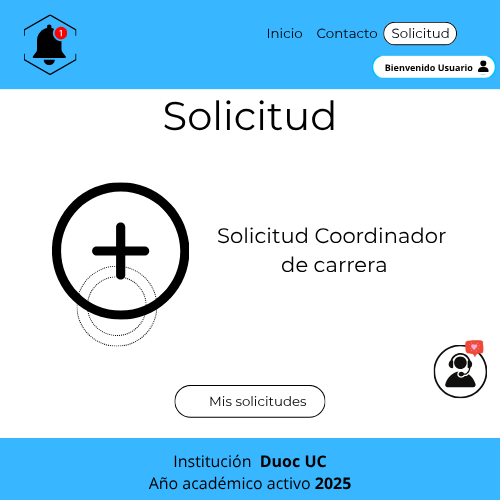 1
Inicio Contacto Solicitud
Bienvenido Usuario
Solicitud
Solicitud Coordinador
de carrera
Mis solicitudes
Institución Duoc UC
Año académico activo 2025